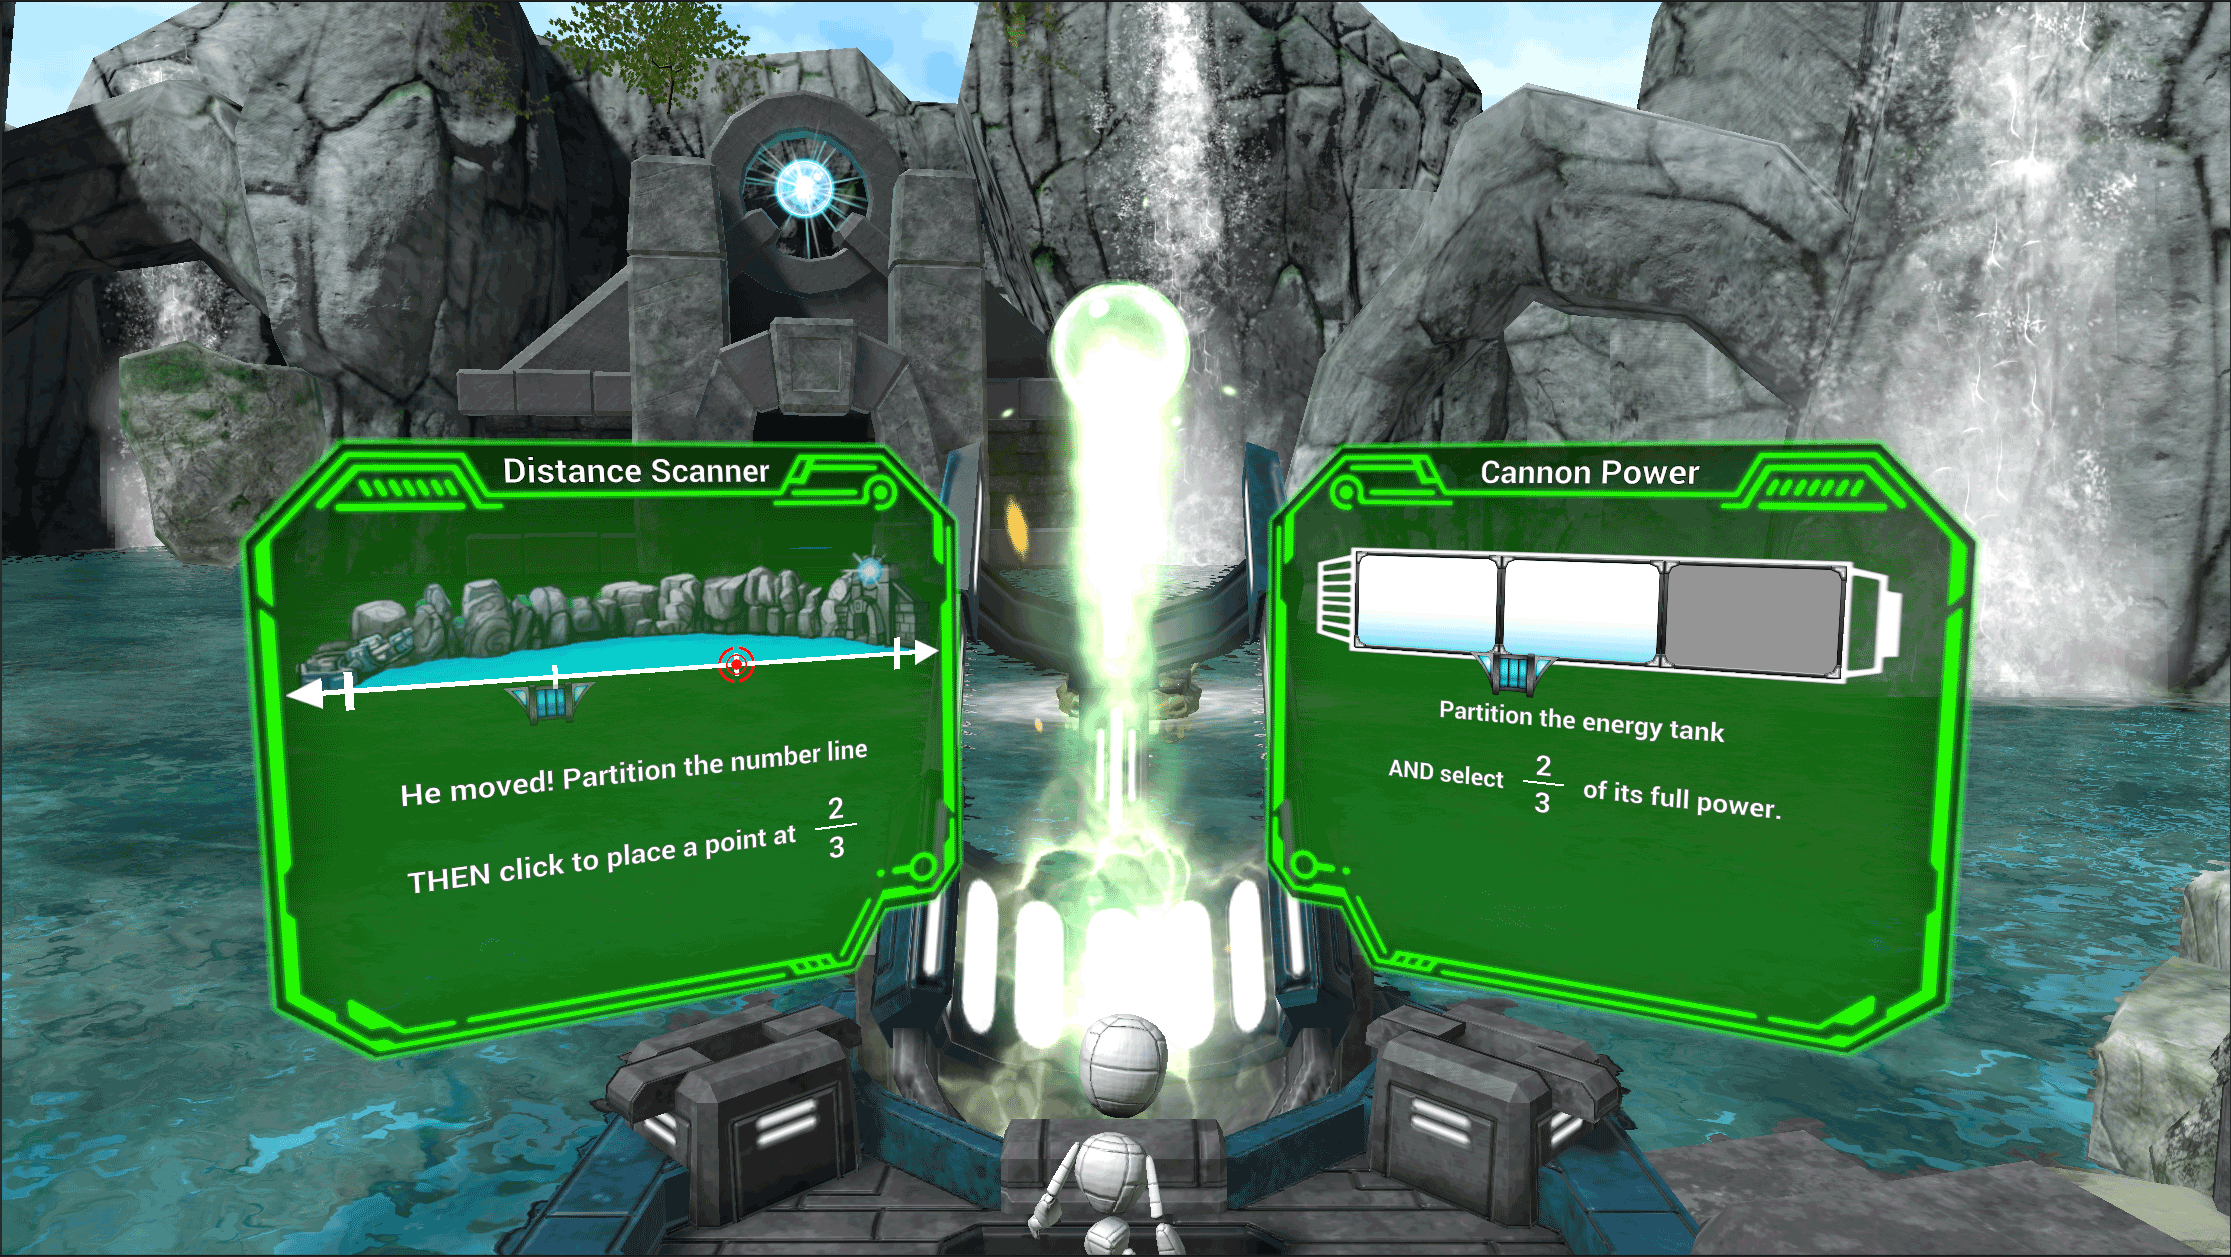 Distance Scanner
He moved! Partition the number line
THEN click to place a point at 2/3
Cannon Power
Partition the energy tank
AND select 2/3 of its full power.